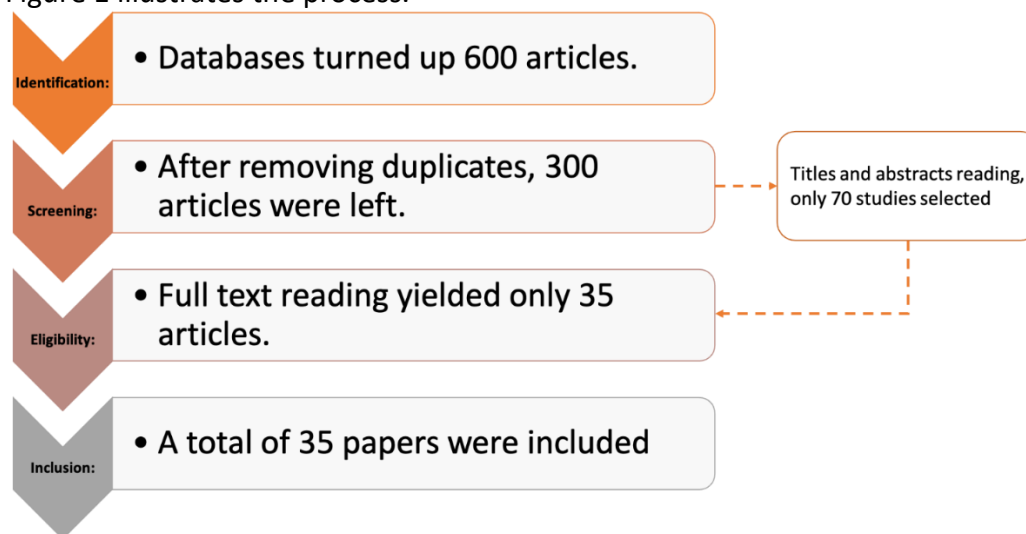 Figure 1 illustrates the process.
Identification:
• Databases turned up 600 articles.
Screening:
• After removing duplicates, 300
articles were left.
Titles and abstracts reading,
only 70 studies selected
Eligibility:
• Full text reading yielded only 35
articles.
Inclusion:
• A total of 35 papers were included